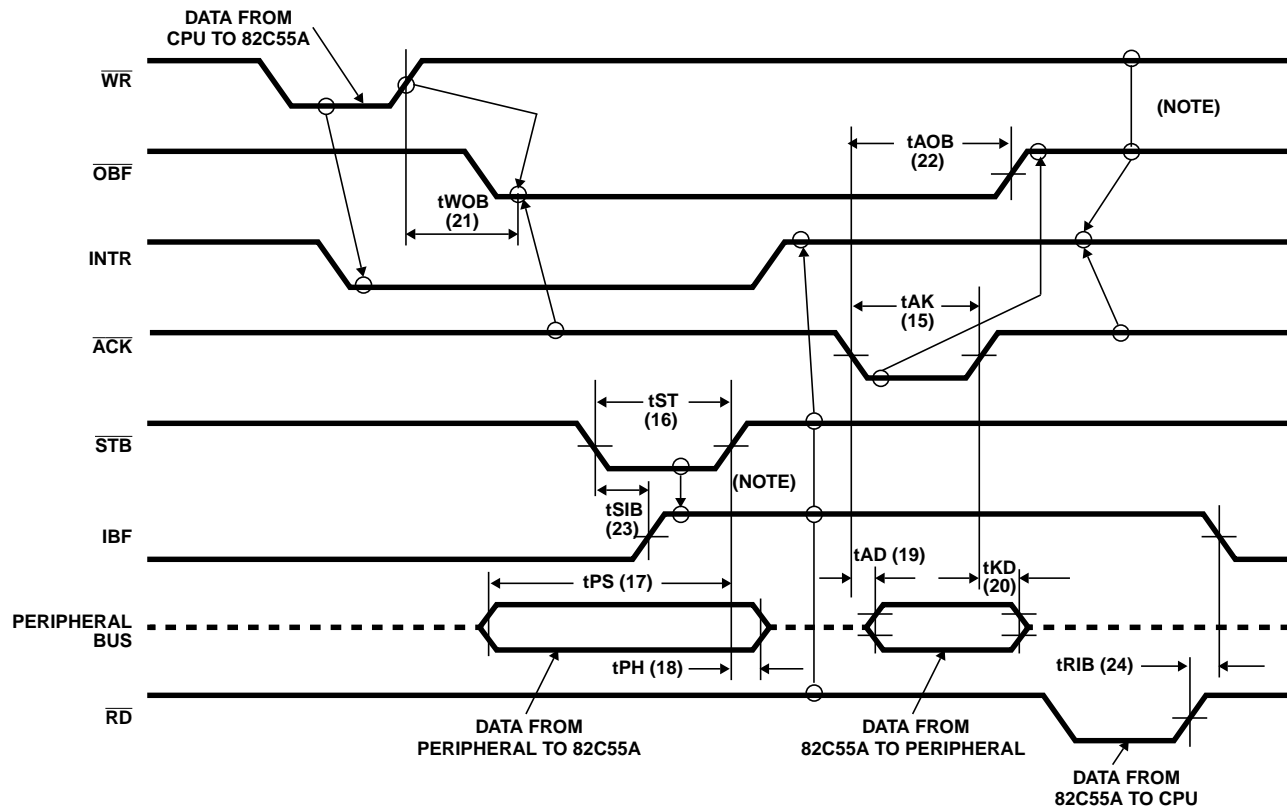 DATA FROM
CPU TO 82C55A
WR
(NOTE)
tAOB
(22)
OBF
tWOB
(21)
INTR
tAK
(15)
ACK
tST
(16)
STB
(NOTE)
tSIB
(23)
IBF
tAD (19)
tKD
(20)
tPS (17)
PERIPHERAL
BUS
tPH (18)
tRIB (24)
RD
DATA FROM
PERIPHERAL TO 82C55A
DATA FROM
82C55A TO PERIPHERAL
DATA FROM
82C55A TO CPU